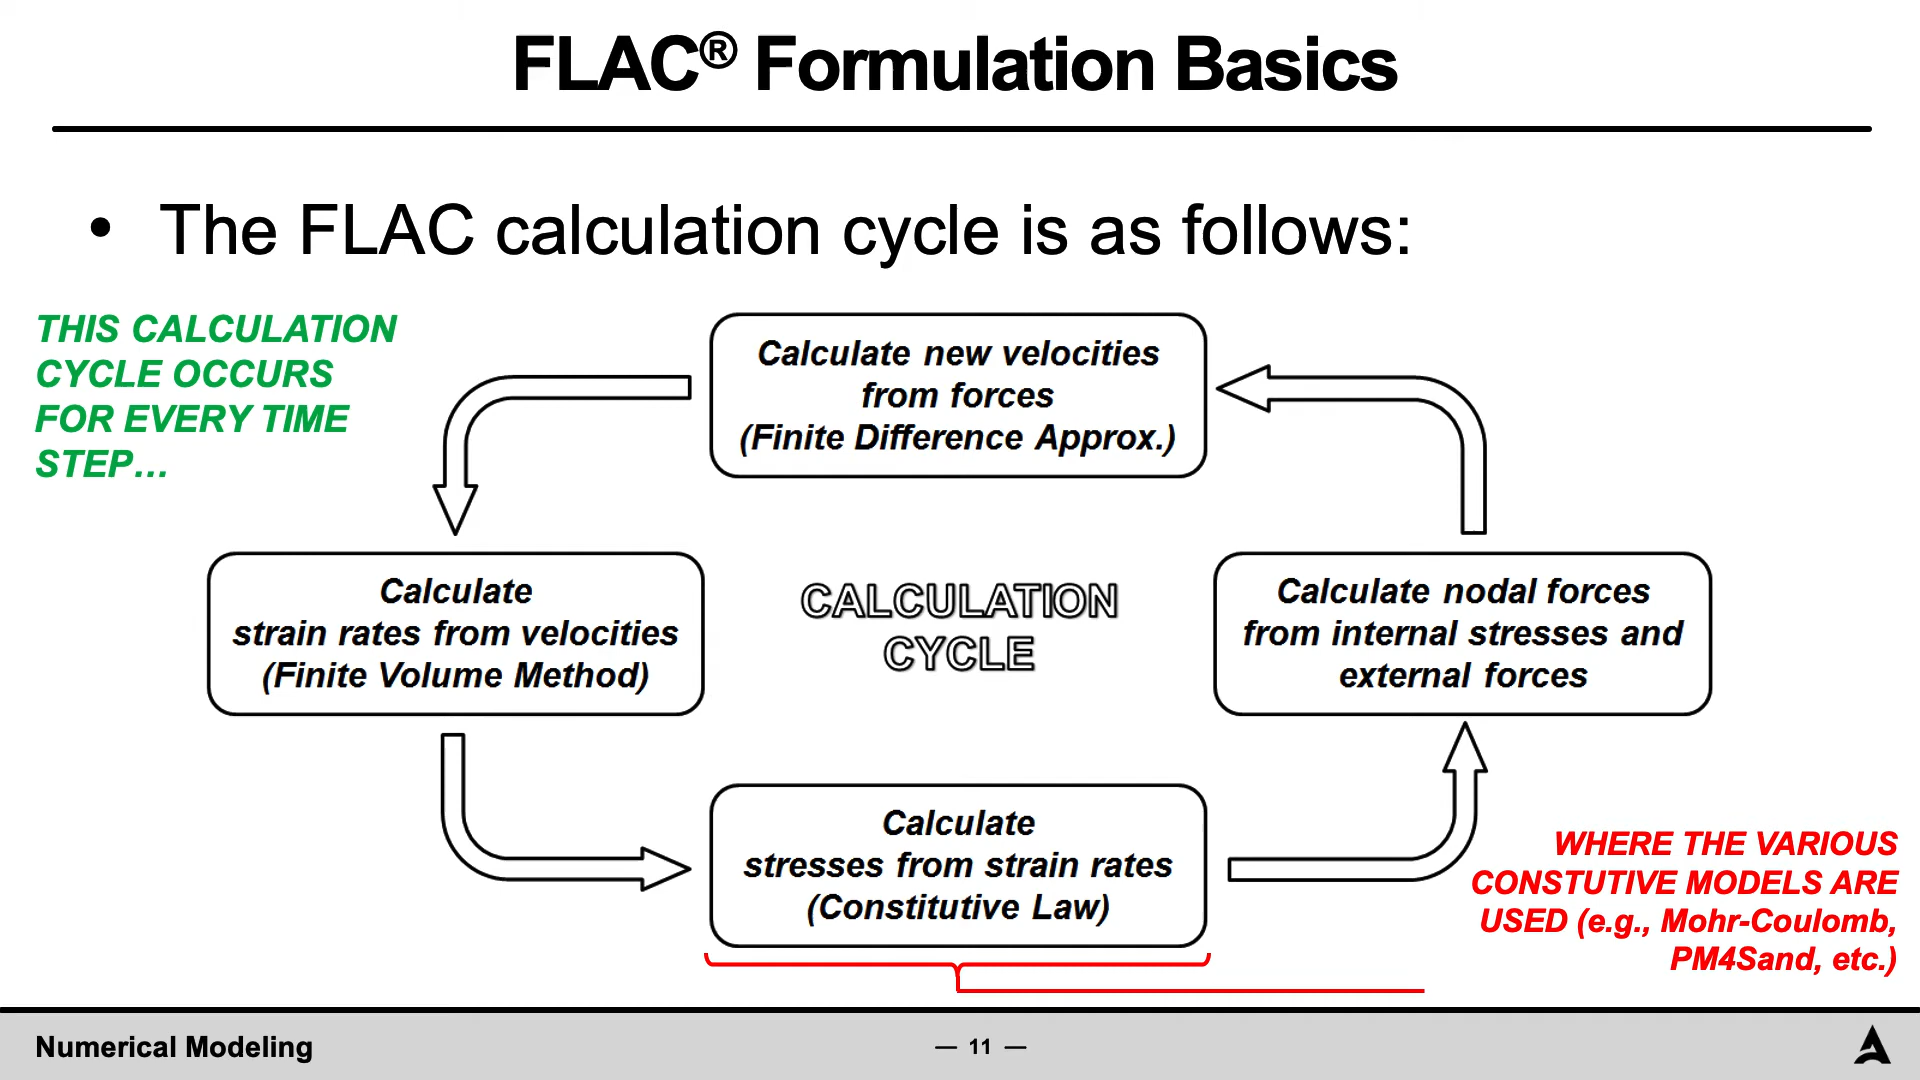 FLAC® Formulation Basics
• The FLAC calculation cycle is as follows:
THIS CALCULATION
CYCLE OCCURS
FOR EVERY TIME
STEP…
Calculate new velocities
from forces
(Finite Difference Approx.)
Calculate
strain rates from velocities
(Finite Volume Method)
CALCULATION
CYCLE
Calculate nodal forces
from internal stresses and
external forces
Calculate
stresses from strain rates
(Constitutive Law)
WHERE THE VARIOUS
CONSTUTIVE MODELS ARE
USED (e.g., Mohr-Coulomb,
PM4Sand, etc.)
Numerical Modeling
— 11 —